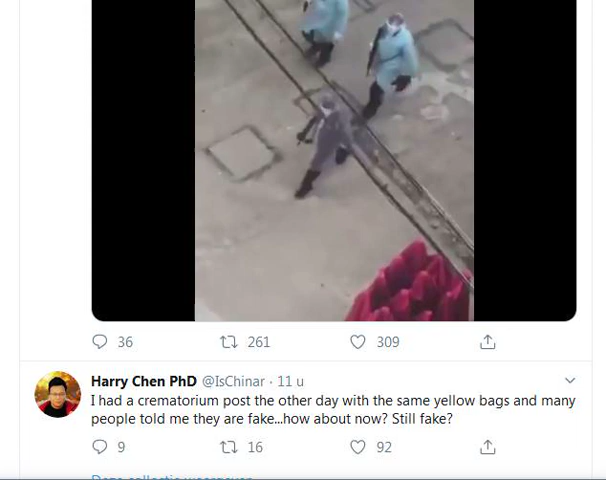 36 261 309
Harry Chen PhD @IsChinar · 11 u
I had a crematorium post the other day with the same yellow bags and many
people told me they are fake...how about now? Still fake?
9 16 92